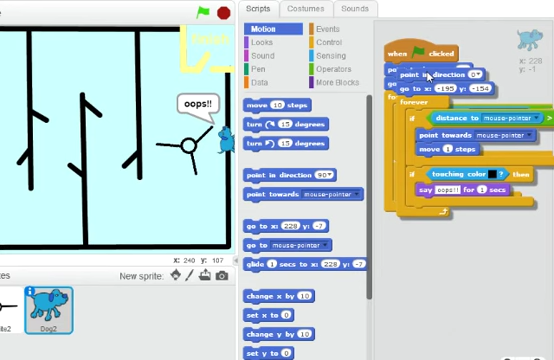 Scripts Costumes Sounds
Motion Events
Looks Control
Sound Sensing
Pen Operators
Data More Blocks
when clicked
point in direction 0
go to x: -195 y: -154
forever
if distance to mouse-pointer >
point towards mouse-pointer
move 1 steps
if touching color ? then
say oops!! for 1 secs
x: 228
y: -1
oops!!
move 10 steps
turn 15 degrees
turn 15 degrees
point in direction 90
point towards mouse-pointer
go to x: 228 y: -7
go to mouse-pointer
glide 1 secs to x: 228 y: -7
change x by 10
set x to 0
change y by 10
set y to 0
x: 240 y: 107
New sprite:
Dog2